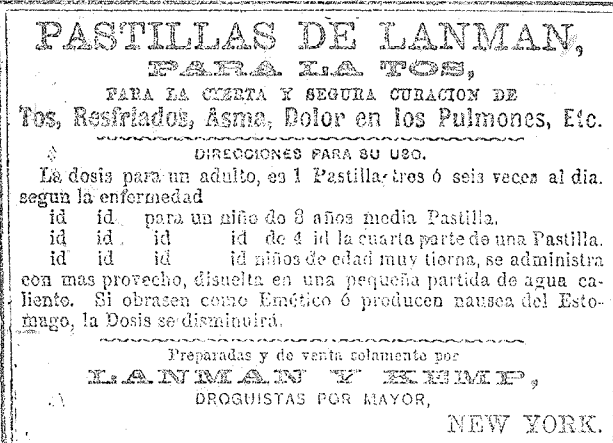 PASTILLAS DE LANMAN,
PARA LA TOS,
PARA LA CIERTA Y SEGURA CURACION DE
Tos, Resfriados, Asma, Dolor en los Pulmones, Etc.
DIRECCIONES PARA SU USO.
La dosis para un adulto, es 1 Pastilla tres ó seis veces al dia.
segun la enfermedad
id id para un niño de 8 años media Pastilla.
id id id id de 4 id la cuarta parte de una Pastilla.
id id id id niños de edad muy tierna, se administra
con mas provecho, disuelta en una pequeña partida de agua ca-
liente. Si obrasen como Emético ó producen nausea del Esto-
mago, la Dosis se disminuirá.
Preparadas y de venta solamente por
LANMAN Y KEMP,
DROGUISTAS POR MAYOR,
NEW YORK.